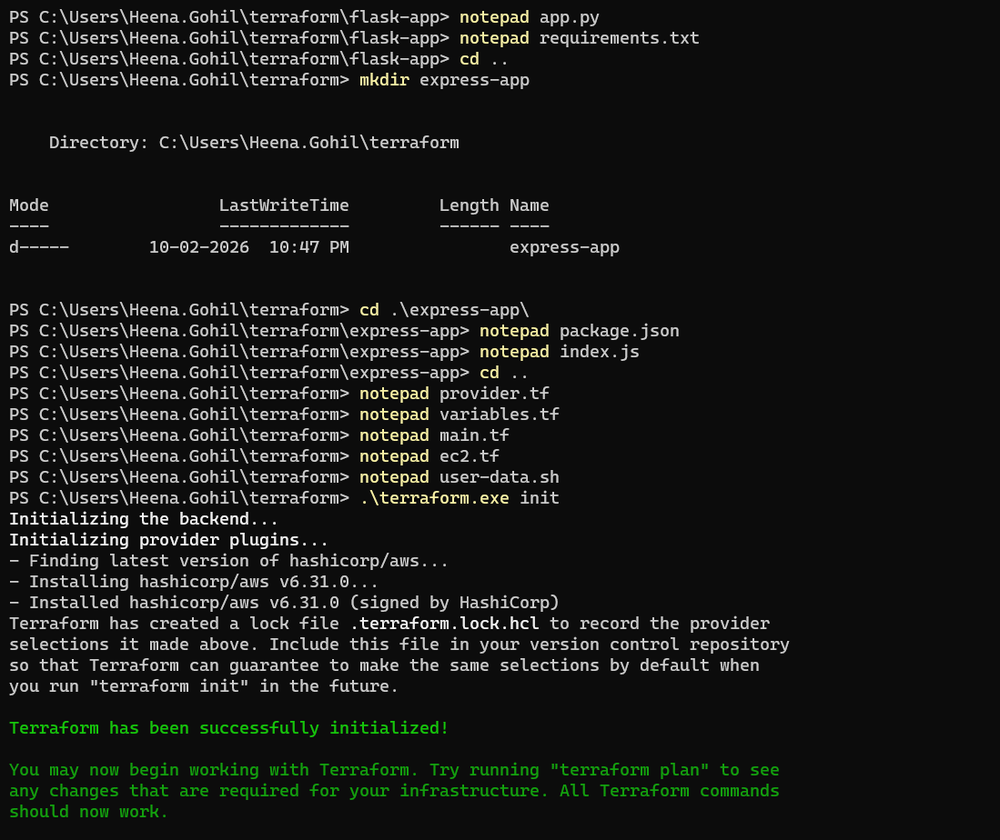 PS C:\Users\Heena.Gohil\terraform\flask-app> notepad app.py
PS C:\Users\Heena.Gohil\terraform\flask-app> notepad requirements.txt
PS C:\Users\Heena.Gohil\terraform\flask-app> cd ..
PS C:\Users\Heena.Gohil\terraform> mkdir express-app
    Directory: C:\Users\Heena.Gohil\terraform
Mode                 LastWriteTime         Length Name
----                 -------------         ------ ----
d-----        10-02-2026  10:47 PM                express-app
PS C:\Users\Heena.Gohil\terraform> cd .\express-app\
PS C:\Users\Heena.Gohil\terraform\express-app> notepad package.json
PS C:\Users\Heena.Gohil\terraform\express-app> notepad index.js
PS C:\Users\Heena.Gohil\terraform\express-app> cd ..
PS C:\Users\Heena.Gohil\terraform> notepad provider.tf
PS C:\Users\Heena.Gohil\terraform> notepad variables.tf
PS C:\Users\Heena.Gohil\terraform> notepad main.tf
PS C:\Users\Heena.Gohil\terraform> notepad ec2.tf
PS C:\Users\Heena.Gohil\terraform> notepad user-data.sh
PS C:\Users\Heena.Gohil\terraform> .\terraform.exe init
Initializing the backend...
Initializing provider plugins...
- Finding latest version of hashicorp/aws...
- Installing hashicorp/aws v6.31.0...
- Installed hashicorp/aws v6.31.0 (signed by HashiCorp)
Terraform has created a lock file .terraform.lock.hcl to record the provider
selections it made above. Include this file in your version control repository
so that Terraform can guarantee to make the same selections by default when
you run "terraform init" in the future.
Terraform has been successfully initialized!
You may now begin working with Terraform. Try running "terraform plan" to see
any changes that are required for your infrastructure. All Terraform commands
should now work.